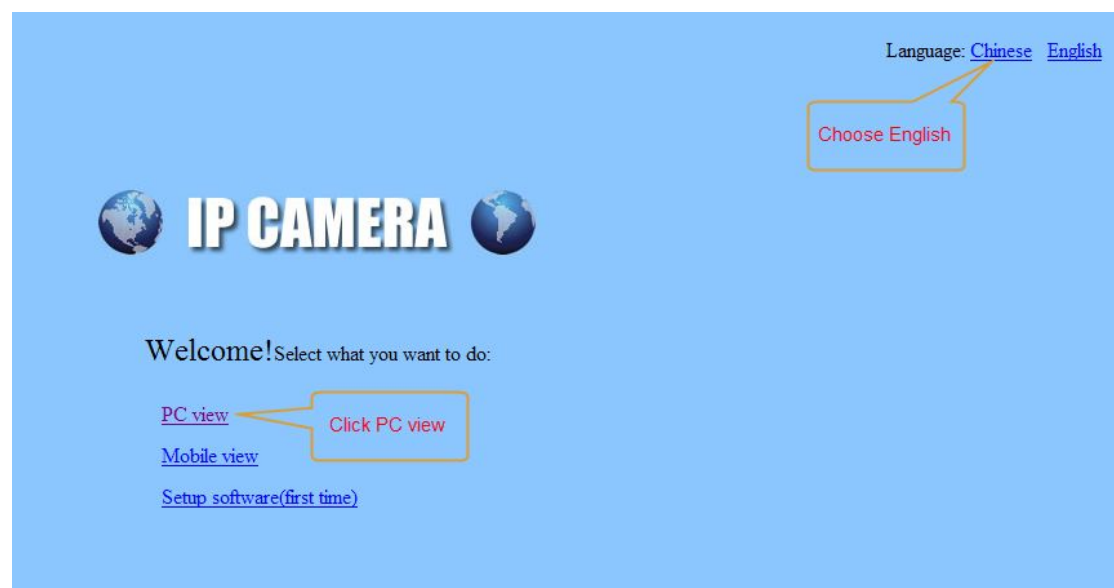 Language: Chinese English
Choose English
IP CAMERA
Welcome!Select what you want to do:
PC view
Click PC view
Mobile view
Setup software(first time)